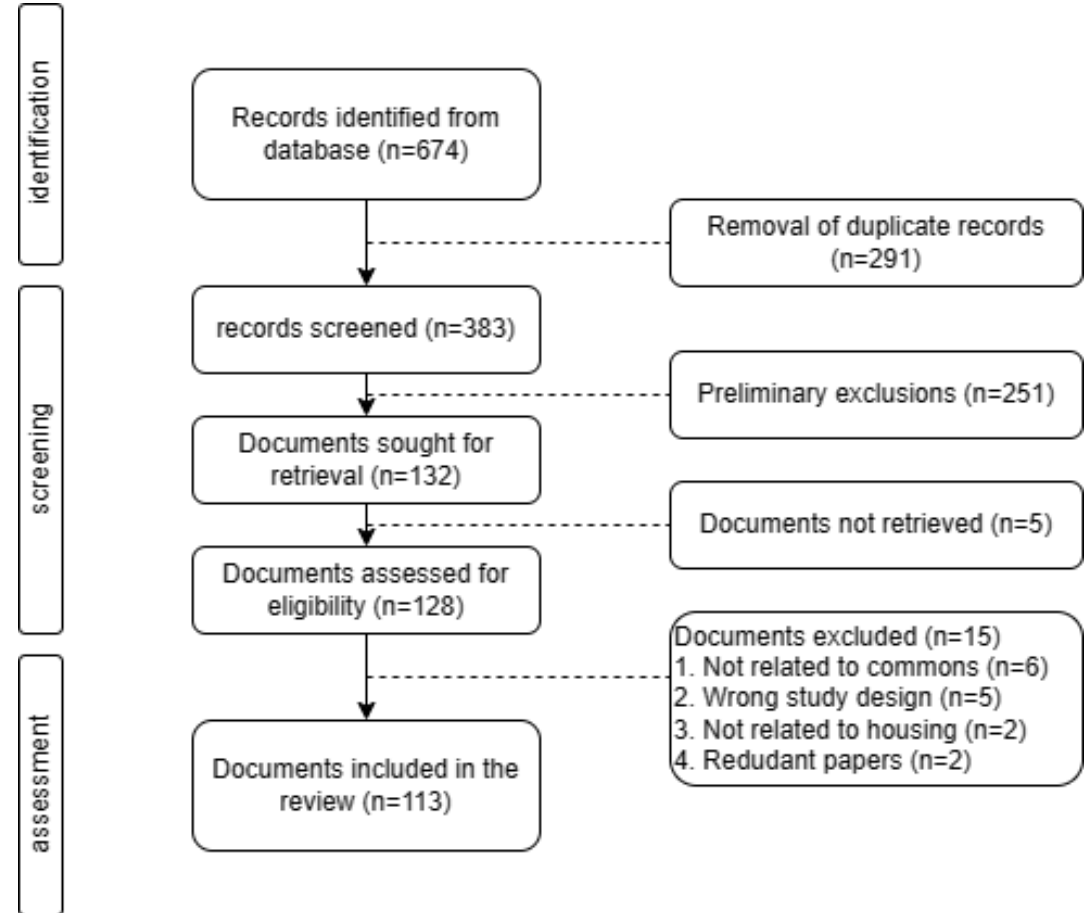 identification
Records identified from
database (n=674)
Removal of duplicate records
(n=291)
screening
records screened (n=383)
Preliminary exclusions (n=251)
Documents sought for
retrieval (n=132)
Documents not retrieved (n=5)
Documents assessed for
eligibility (n=128)
assessment
Documents excluded (n=15)
1. Not related to commons (n=6)
2. Wrong study design (n=5)
3. Not related to housing (n=2)
4. Redudant papers (n=2)
Documents included in the
review (n=113)